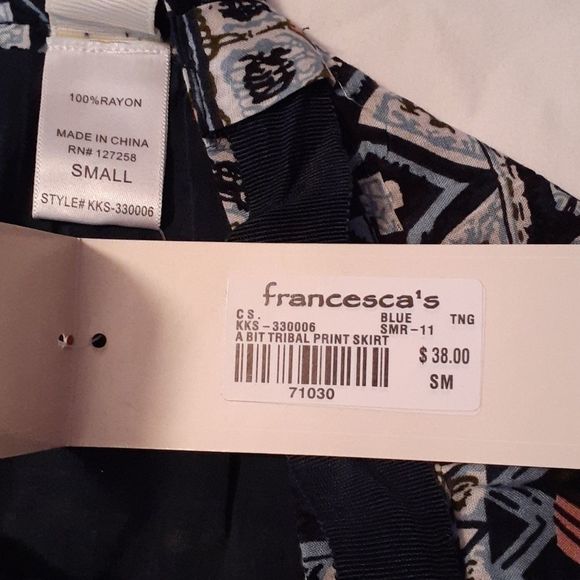 100%RAYON
MADE IN CHINA
RN# 127258
SMALL
STYLE# KKS-330006
francesca's
C S. BLUE TNG
KKS-330006 SMR-11
A BIT TRIBAL PRINT SKIRT
$ 38.00
71030 SM